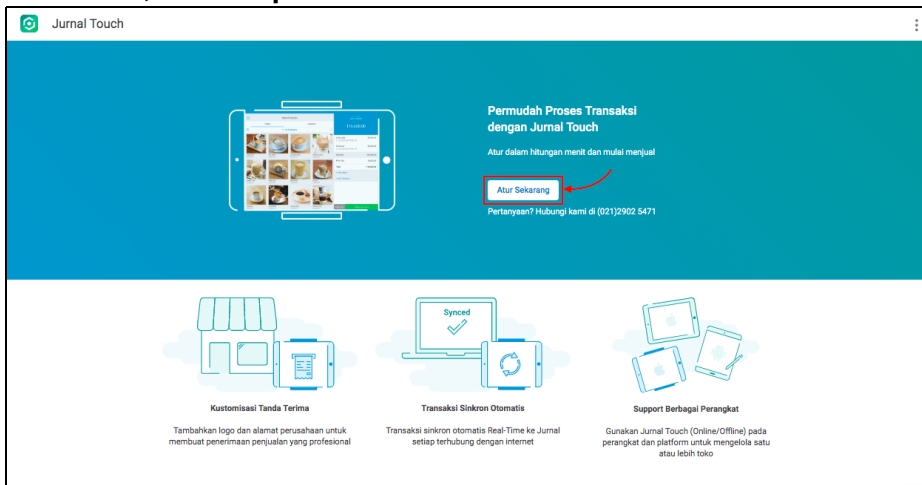 Jurnal Touch
Permudah Proses Transaksi
dengan Jurnal Touch
Atur dalam hitungan menit dan mulai menjual
Atur Sekarang
Pertanyaan? Hubungi kami di (021)2902 5471
Synced
Kustomisasi Tanda Terima
Tambahkan logo dan alamat perusahaan untuk
membuat penerimaan penjualan yang profesional
Transaksi Sinkron Otomatis
Transaksi sinkron otomatis Real-Time ke Jurnal
setiap terhubung dengan internet
Support Berbagai Perangkat
Gunakan Jurnal Touch (Online/Offline) pada
perangkat dan platform untuk mengelola satu
atau lebih toko